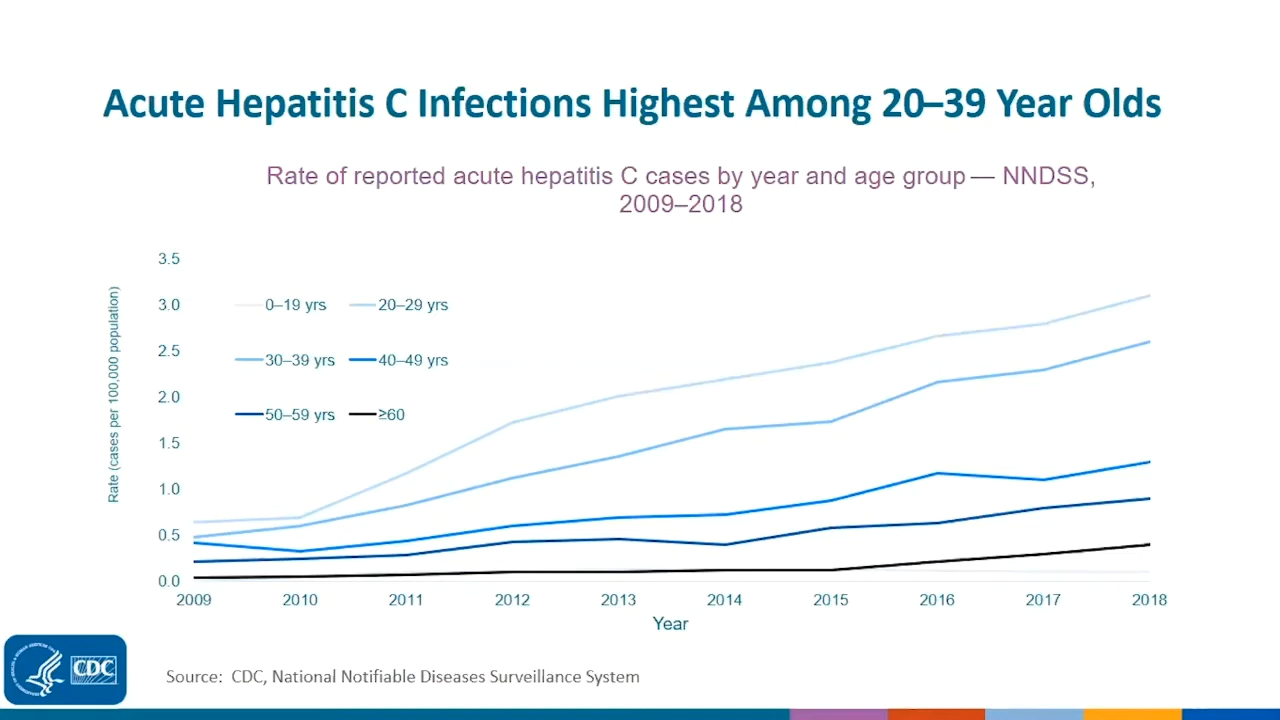 Acute Hepatitis C Infections Highest Among 20–39 Year Olds
Rate of reported acute hepatitis C cases by year and age group — NNDSS,
2009–2018
Rate (cases per 100,000 population)
3.5
3.0
2.5
2.0
1.5
1.0
0.5
0.0
0–19 yrs
20–29 yrs
30–39 yrs
40–49 yrs
50–59 yrs
≥60
2009 2010 2011 2012 2013 2014 2015 2016 2017 2018
Year
CDC
Source: CDC, National Notifiable Diseases Surveillance System